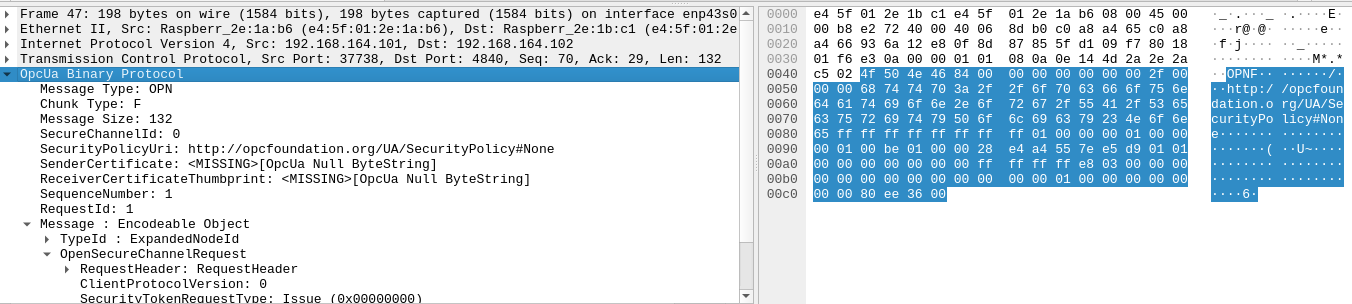 Frame 47: 198 bytes on wire (1584 bits), 198 bytes captured (1584 bits) on interface enp43s0
Ethernet II, Src: Raspberr_2e:1a:b6 (e4:5f:01:2e:1a:b6), Dst: Raspberr_2e:1b:c1 (e4:5f:01:2e
Internet Protocol Version 4, Src: 192.168.164.101, Dst: 192.168.164.102
Transmission Control Protocol, Src Port: 37738, Dst Port: 4840, Seq: 70, Ack: 29, Len: 132
OpcUa Binary Protocol
Message Type: OPN
Chunk Type: F
Message Size: 132
SecureChannelId: 0
SecurityPolicyUri: http://opcfoundation.org/UA/SecurityPolicy#None
SenderCertificate: <MISSING>[OpcUa Null ByteString]
ReceiverCertificateThumbprint: <MISSING>[OpcUa Null ByteString]
SequenceNumber: 1
RequestId: 1
Message : Encodeable Object
TypeId : ExpandedNodeId
OpenSecureChannelRequest
RequestHeader: RequestHeader
ClientProtocolVersion: 0
SecurityTokenRequestType: Issue (0x00000000)
0000 e4 5f 01 2e 1b c1 e4 5f 01 2e 1a b6 08 00 45 00 ·_·.···_ ·.····E·
0010 00 b8 e2 72 40 00 40 06 8d b0 c0 a8 a4 65 c0 a8 ···r@·@· ·····e··
0020 a4 66 93 6a 12 e8 0f 8d 87 85 5f d1 09 f7 80 18 ·f·j···· ··_·····
0030 01 f6 e3 0a 00 00 01 01 08 0a 0e 14 4d 2a 2e 2a ········ ····M*.*
0040 c5 02 4f 50 4e 46 84 00 00 00 00 00 00 00 2f 00 ··OPNF·· ······/·
0050 00 00 68 74 74 70 3a 2f 2f 6f 70 63 66 6f 75 6e ··http:/ /opcfoun
0060 64 61 74 69 6f 6e 2e 6f 72 67 2f 55 41 2f 53 65 dation.o rg/UA/Se
0070 63 75 72 69 74 79 50 6f 6c 69 63 79 23 4e 6f 6e curityPo licy#Non
0080 65 ff ff ff ff ff ff ff ff 01 00 00 00 01 00 00 e······· ········
0090 00 01 00 be 01 00 00 28 e4 a4 55 7e e5 d9 01 01 ·······( ··U~····
00a0 00 00 00 00 00 00 00 ff ff ff ff e8 03 00 00 00 ········ ········
00b0 00 00 00 00 00 00 00 00 00 00 01 00 00 00 00 00 ········ ········
00c0 00 00 80 ee 36 00 ····6·